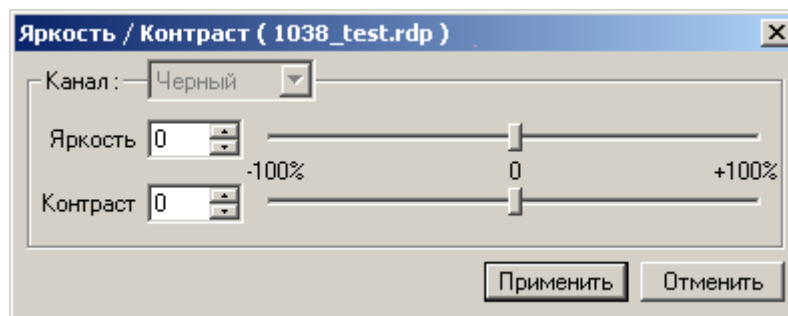 Яркость / Контраст ( 1038_test.rdp )
Канал : Черный
Яркость 0
-100% 0 +100%
Контраст 0
Применить Отменить